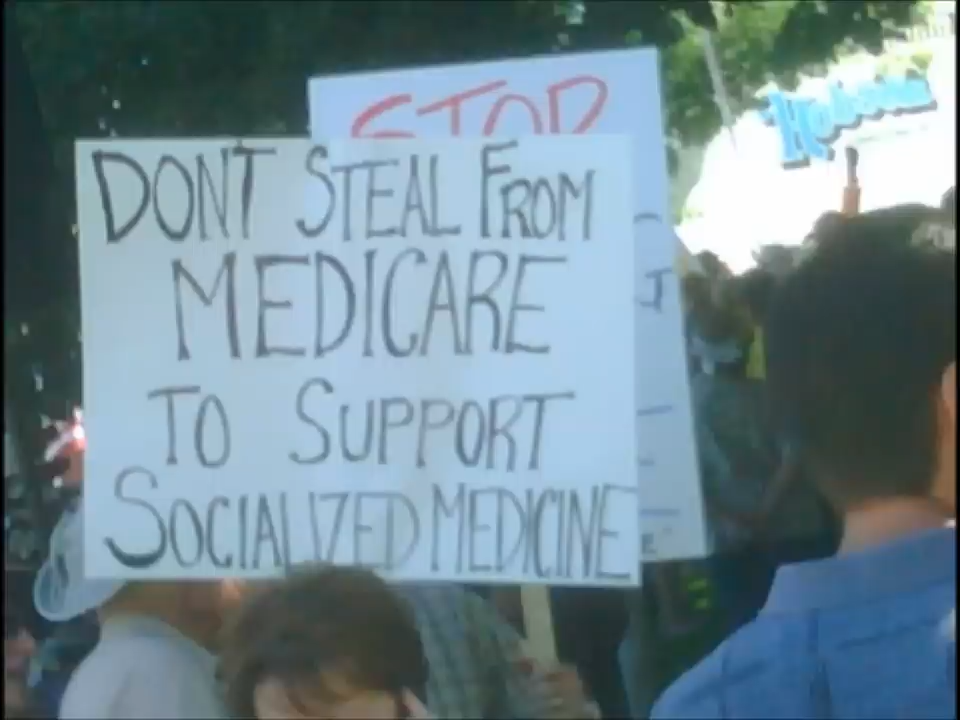 STOP
DONT STEAL FROM
MEDICARE
TO SUPPORT
SOCIALIZED MEDICINE